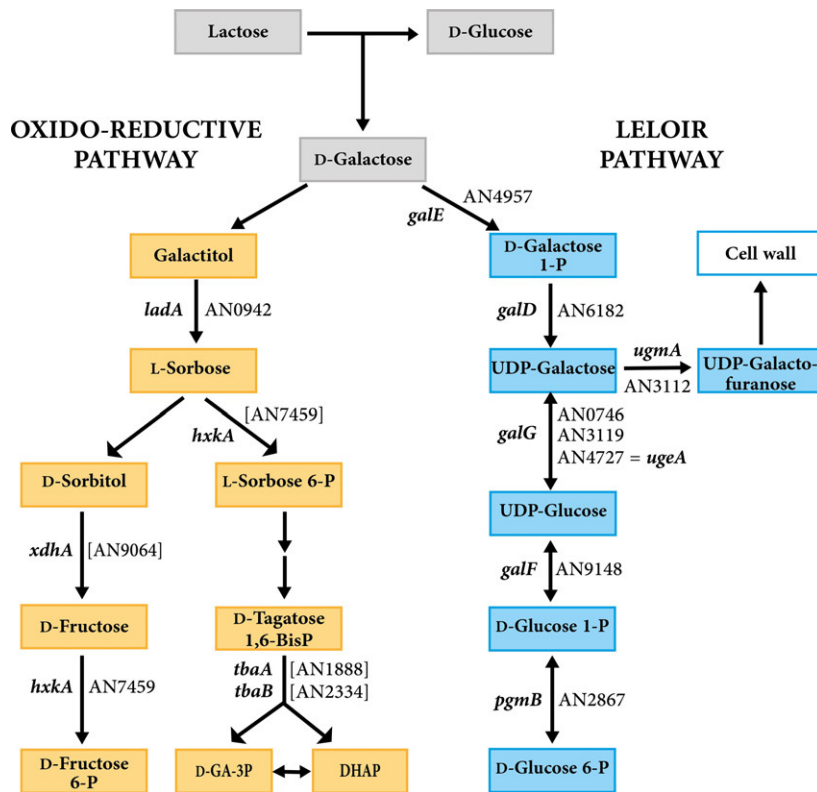 Lactose
D-Glucose
OXIDO-REDUCTIVE
PATHWAY
LELOIR
PATHWAY
D-Galactose
galE
AN4957
Galactitol
D-Galactose
1-P
Cell wall
ladA
AN0942
galD
AN6182
L-Sorbose
UDP-Galactose
ugmA
AN3112
UDP-Galacto-
furanose
[AN7459]
hxkA
galG
AN0746
AN3119
AN4727 = ugeA
D-Sorbitol
L-Sorbose 6-P
UDP-Glucose
xdhA
[AN9064]
galF
AN9148
D-Fructose
D-Tagatose
1,6-BisP
D-Glucose 1-P
hxkA
AN7459
tbaA
[AN1888]
tbaB
[AN2334]
pgmB
AN2867
D-Fructose
6-P
D-GA-3P
DHAP
D-Glucose 6-P